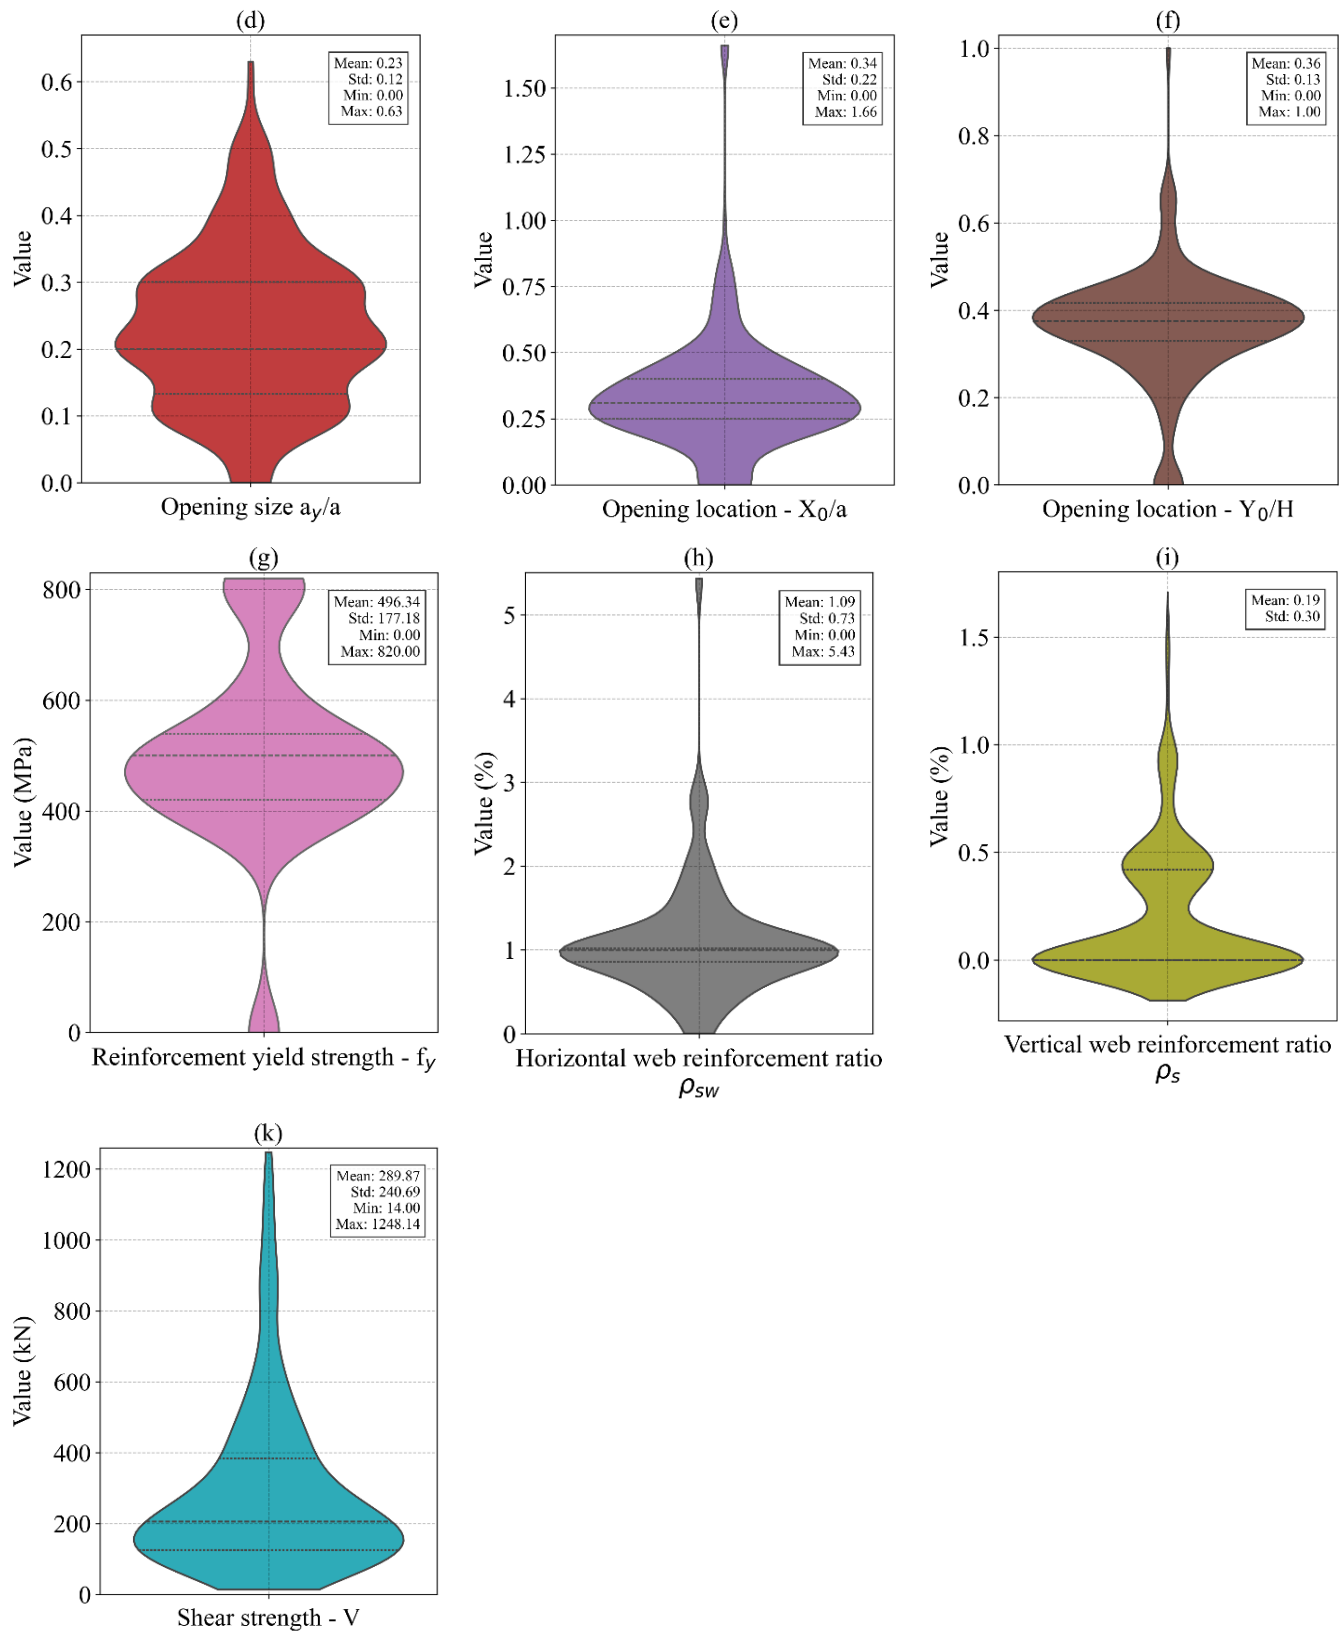 (d)
Mean: 0.23
Std: 0.12
Min: 0.00
Max: 0.63
Value
0.6
0.5
0.4
0.3
0.2
0.1
0.0
Opening size a_y/a
(e)
Mean: 0.34
Std: 0.22
Min: 0.00
Max: 1.66
Value
1.50
1.25
1.00
0.75
0.50
0.25
0.00
Opening location - X_0/a
(f)
Mean: 0.36
Std: 0.13
Min: 0.00
Max: 1.00
Value
1.0
0.8
0.6
0.4
0.2
0.0
Opening location - Y_0/H
(g)
Mean: 496.34
Std: 177.18
Min: 0.00
Max: 820.00
Value (MPa)
800
600
400
200
0
Reinforcement yield strength - f_y
(h)
Mean: 1.09
Std: 0.73
Min: 0.00
Max: 5.43
Value (%)
5
4
3
2
1
0
Horizontal web reinforcement ratio
ρ_sw
(i)
Mean: 0.19
Std: 0.30
Value (%)
1.5
1.0
0.5
0.0
Vertical web reinforcement ratio
ρ_s
(k)
Mean: 289.87
Std: 240.69
Min: 14.00
Max: 1248.14
Value (kN)
1200
1000
800
600
400
200
0
Shear strength - V